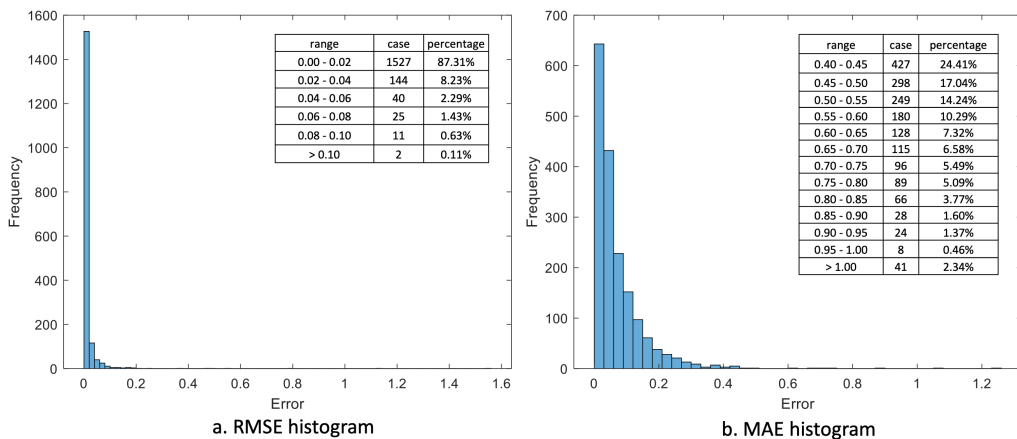 1600
1400
1200
1000
800
600
400
200
0
Frequency
0 0.2 0.4 0.6 0.8 1 1.2 1.4 1.6
Error
range case percentage
0.00 - 0.02 1527 87.31%
0.02 - 0.04 144 8.23%
0.04 - 0.06 40 2.29%
0.06 - 0.08 25 1.43%
0.08 - 0.10 11 0.63%
> 0.10 2 0.11%
a. RMSE histogram
700
600
500
400
300
200
100
0
Frequency
0 0.2 0.4 0.6 0.8 1 1.2
Error
range case percentage
0.40 - 0.45 427 24.41%
0.45 - 0.50 298 17.04%
0.50 - 0.55 249 14.24%
0.55 - 0.60 180 10.29%
0.60 - 0.65 128 7.32%
0.65 - 0.70 115 6.58%
0.70 - 0.75 96 5.49%
0.75 - 0.80 89 5.09%
0.80 - 0.85 66 3.77%
0.85 - 0.90 28 1.60%
0.90 - 0.95 24 1.37%
0.95 - 1.00 8 0.46%
> 1.00 41 2.34%
b. MAE histogram